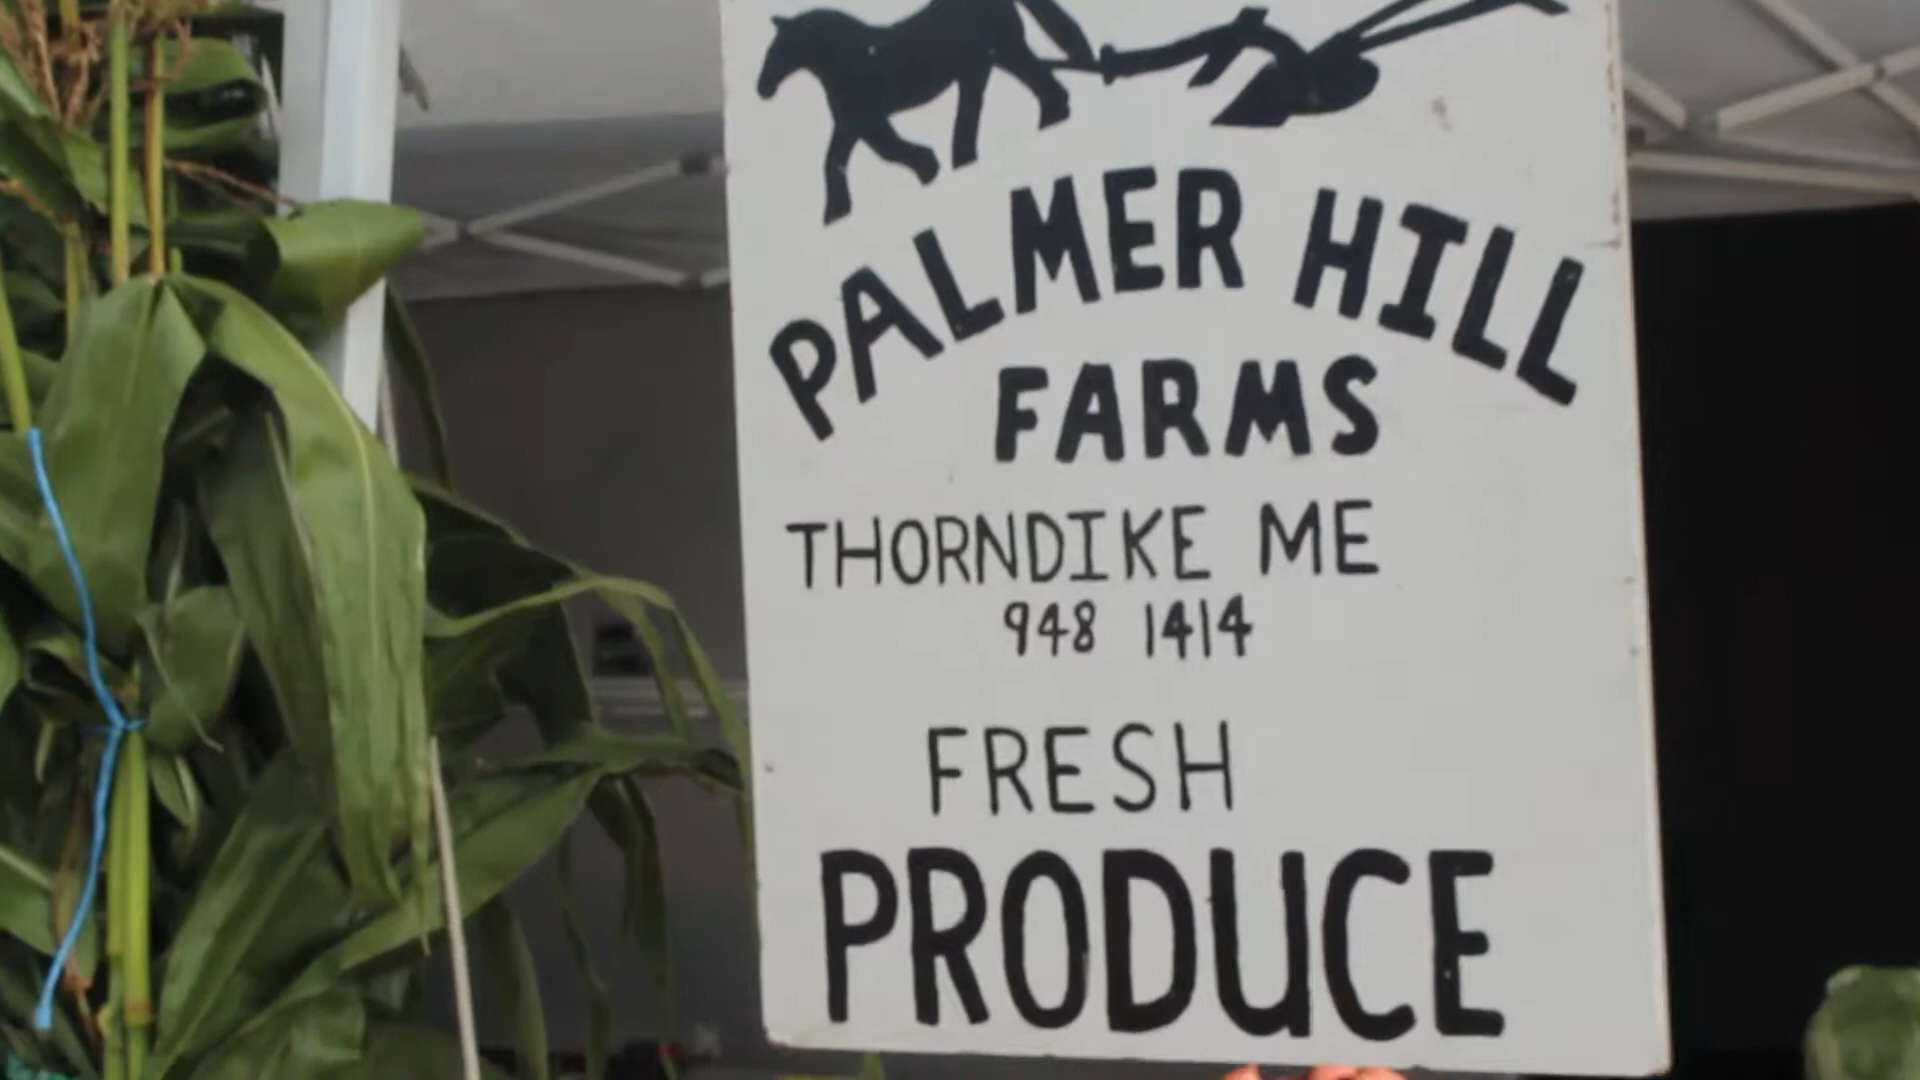 PALMER HILL
FARMS
THORNDIKE ME
948 1414
FRESH
PRODUCE